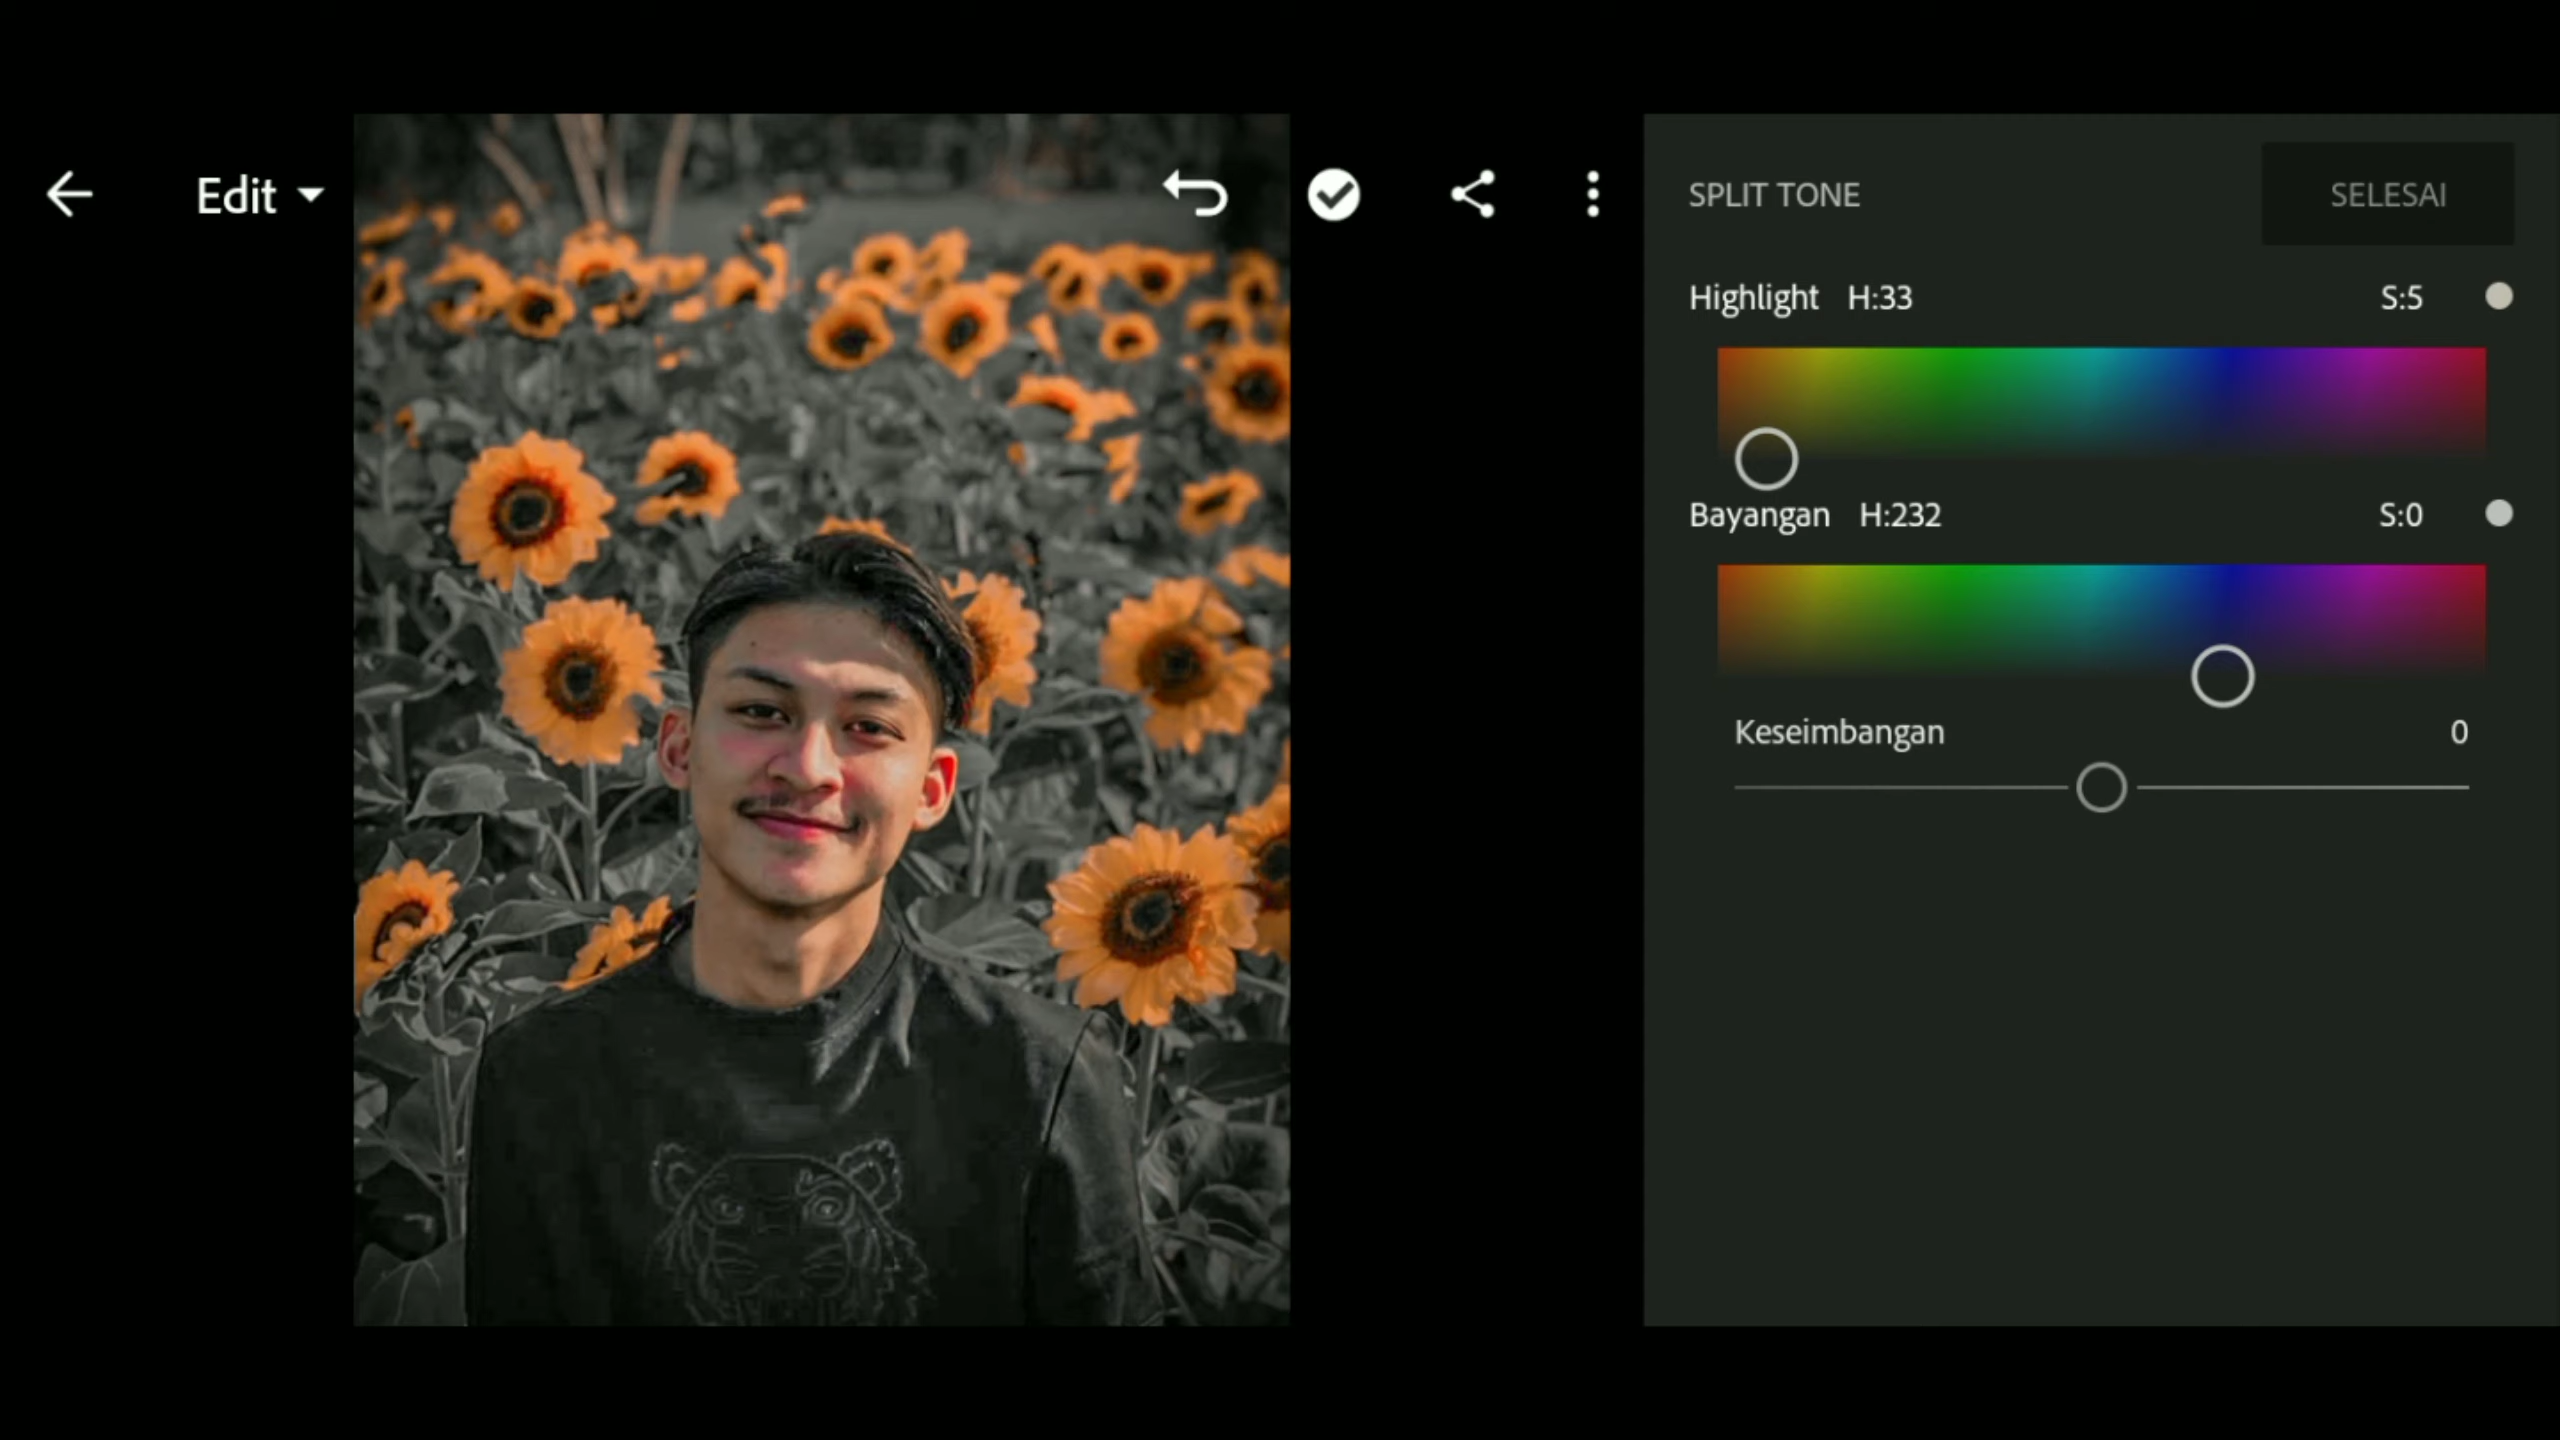 Edit
SPLIT TONE
SELESAI
Highlight H:33 S:5
Bayangan H:232 S:0
Keseimbangan 0